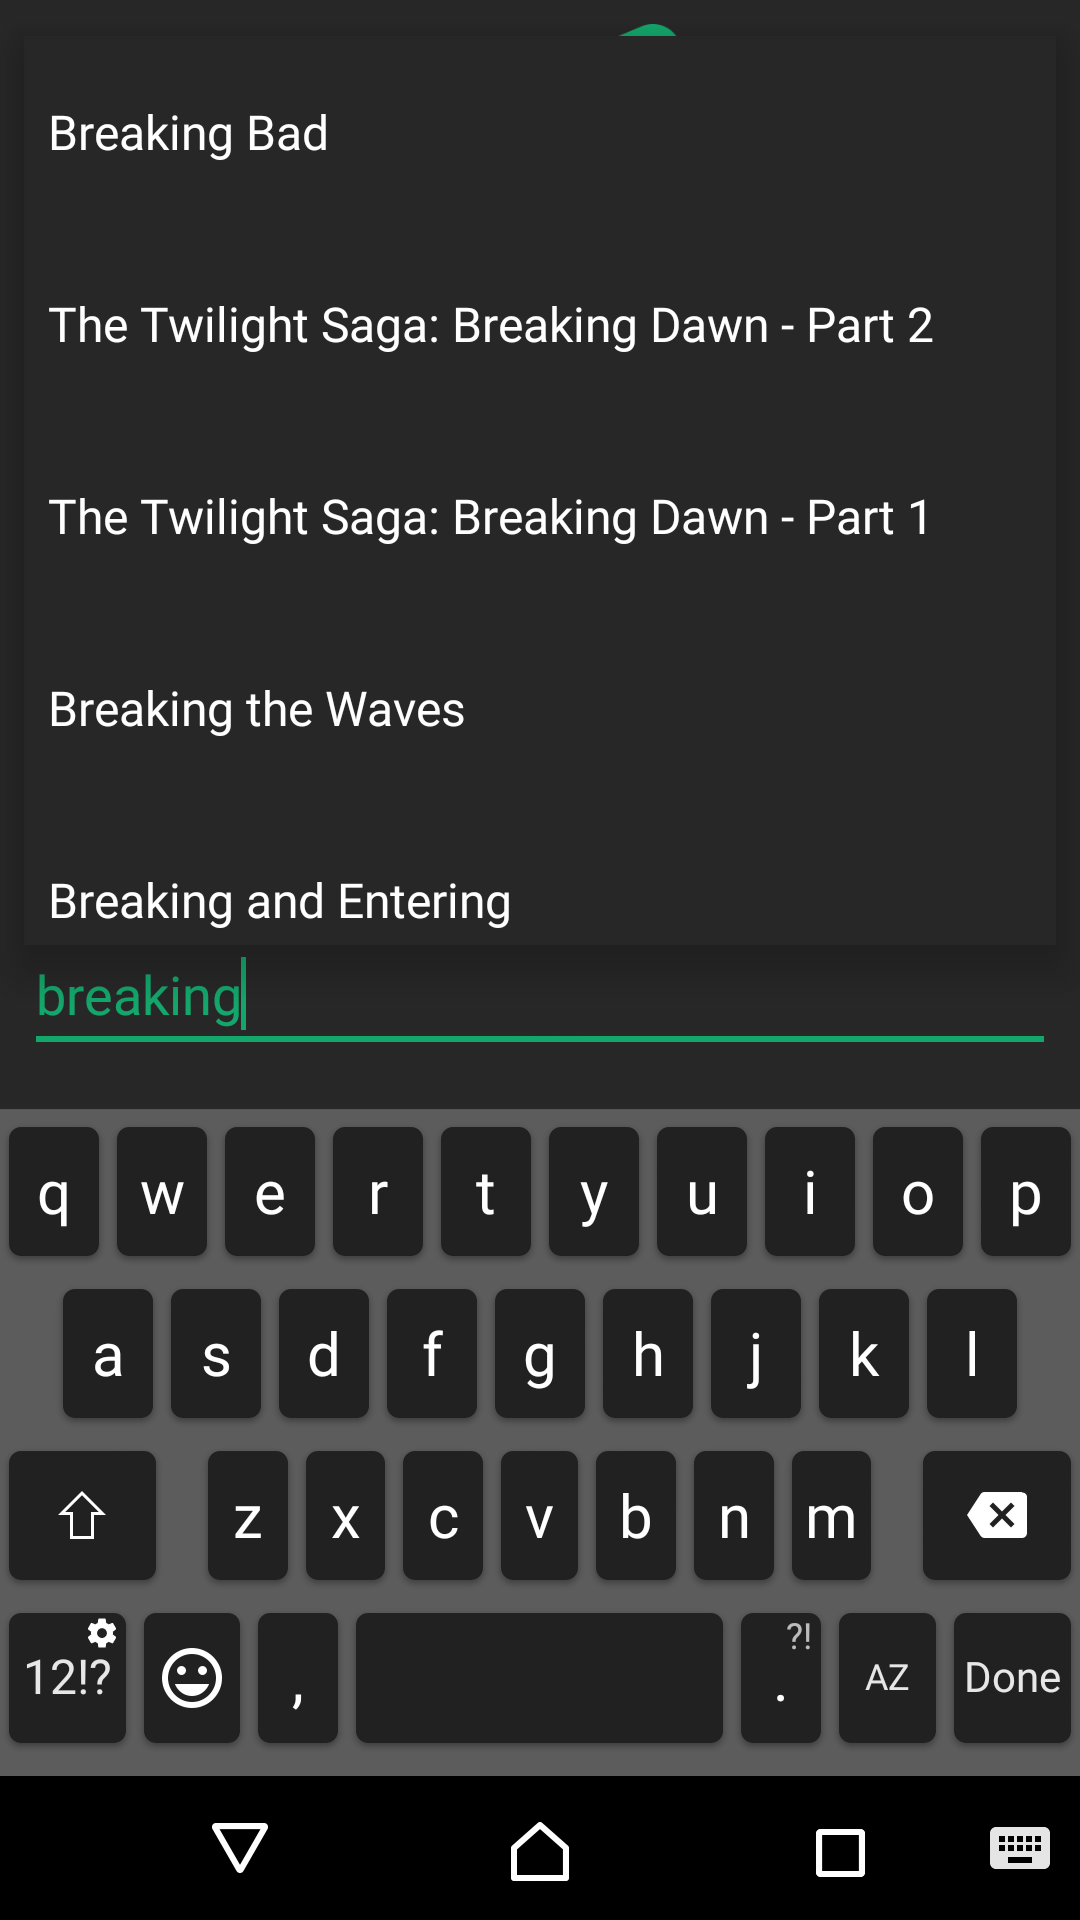 Breaking Bad
The Twilight Saga: Breaking Dawn - Part 2
The Twilight Saga: Breaking Dawn - Part 1
Breaking the Waves
Breaking and Entering
breaking
q w e r t y u i o p
a s d f g h j k l
z x c v b n m
12!? , . ?! AZ Done